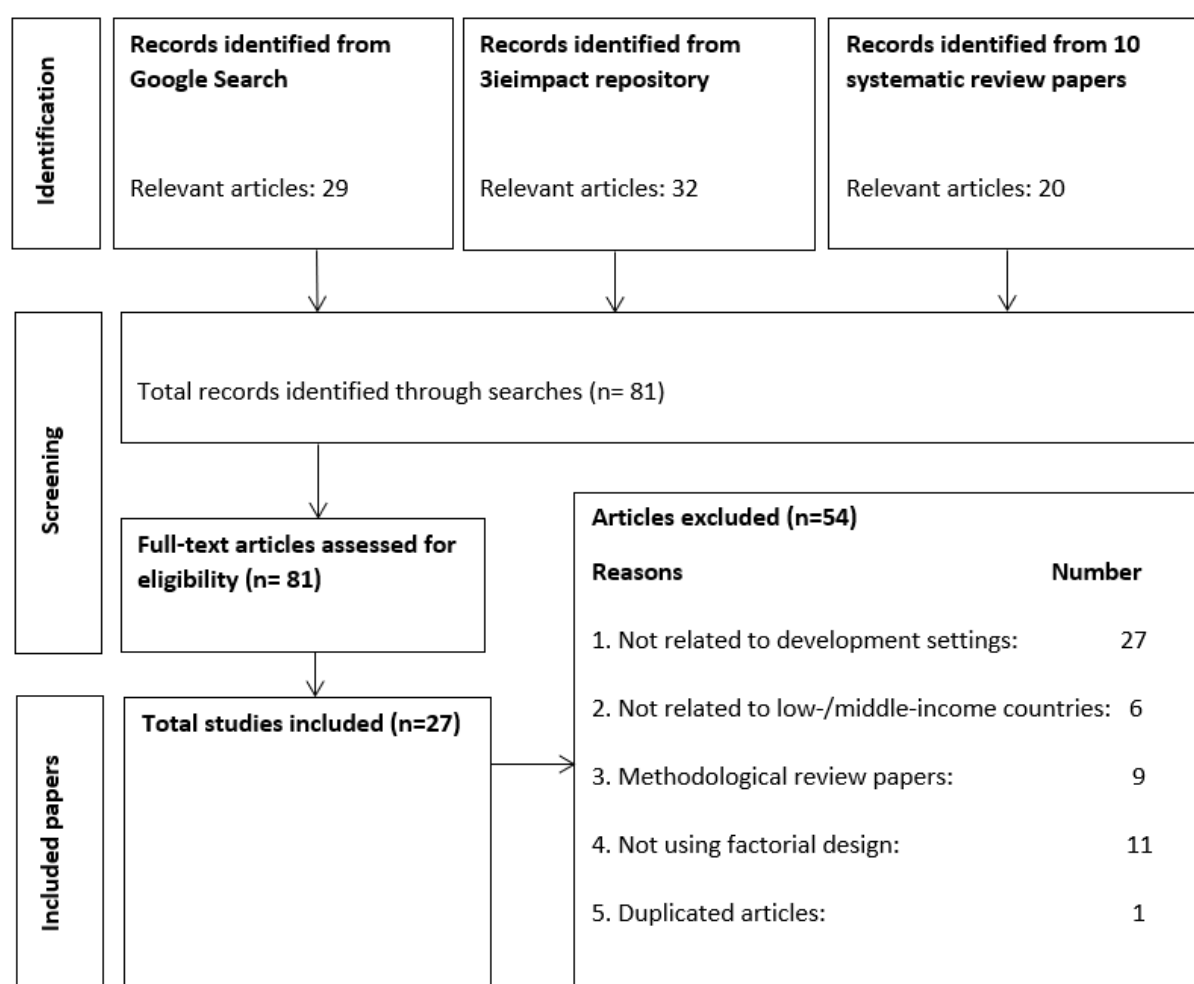 Identification
Records identified from
Google Search
Relevant articles: 29
Records identified from
3ieimpact repository
Relevant articles: 32
Records identified from 10
systematic review papers
Relevant articles: 20
Screening
Total records identified through searches (n= 81)
Full-text articles assessed for
eligibility (n= 81)
Articles excluded (n=54)
Reasons Number
1. Not related to development settings: 27
2. Not related to low-/middle-income countries: 6
3. Methodological review papers: 9
4. Not using factorial design: 11
5. Duplicated articles: 1
Included papers
Total studies included (n=27)